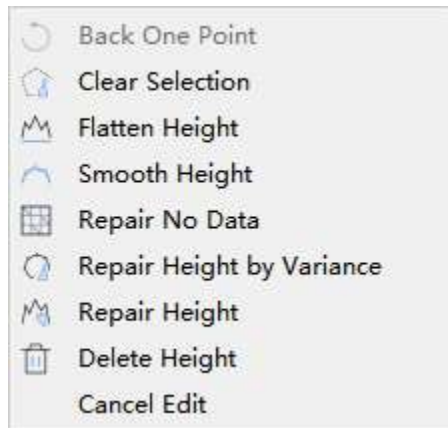 Back One Point
Clear Selection
Flatten Height
Smooth Height
Repair No Data
Repair Height by Variance
Repair Height
Delete Height
Cancel Edit